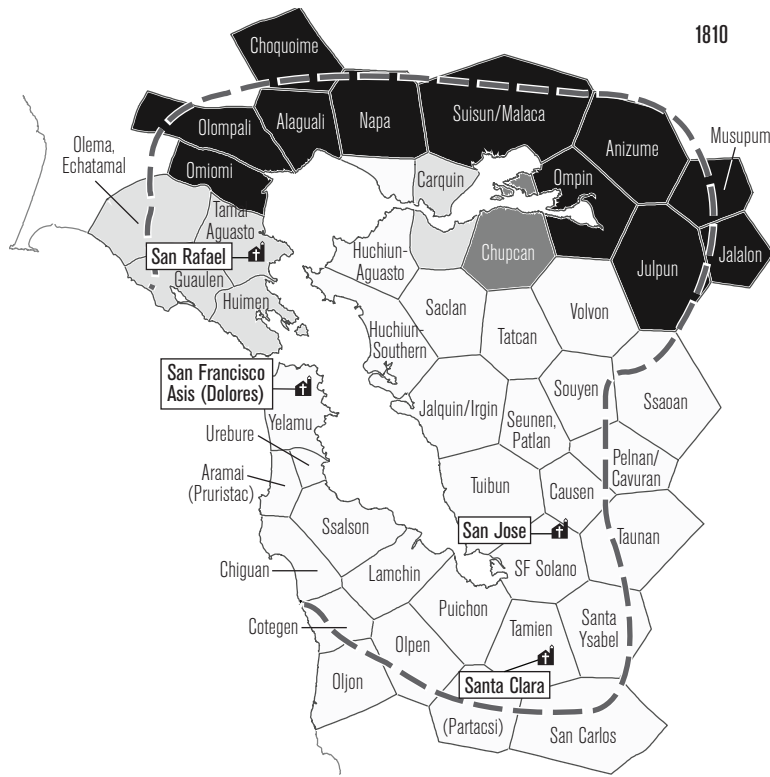 1810
Choquoime
Olompali
Alaguali
Napa
Suisun/Malaca
Anizume
Musupum
Olema,
Echatamal
Omiomi
Carquin
Ompin
Tamal
Aguasto
San Rafael
Huchiun-
Aguasto
Chupcan
Julpun
Jalalon
Guaulen
Huimen
Saclan
Volvon
Huchiun-
Southern
Tatcan
San Francisco
Asis (Dolores)
Yelamu
Jalquin/Irgin
Souyen
Ssaoan
Seunen,
Patlan
Urebure
Aramai
(Pruristac)
Pelnan/
Cavuran
Tuibun
Causen
Ssalson
San Jose
Taunan
Chiguan
Lamchin
SF Solano
Cotegen
Puichon
Tamien
Santa
Ysabel
Olpen
Oljon
Santa Clara
(Partacsi)
San Carlos